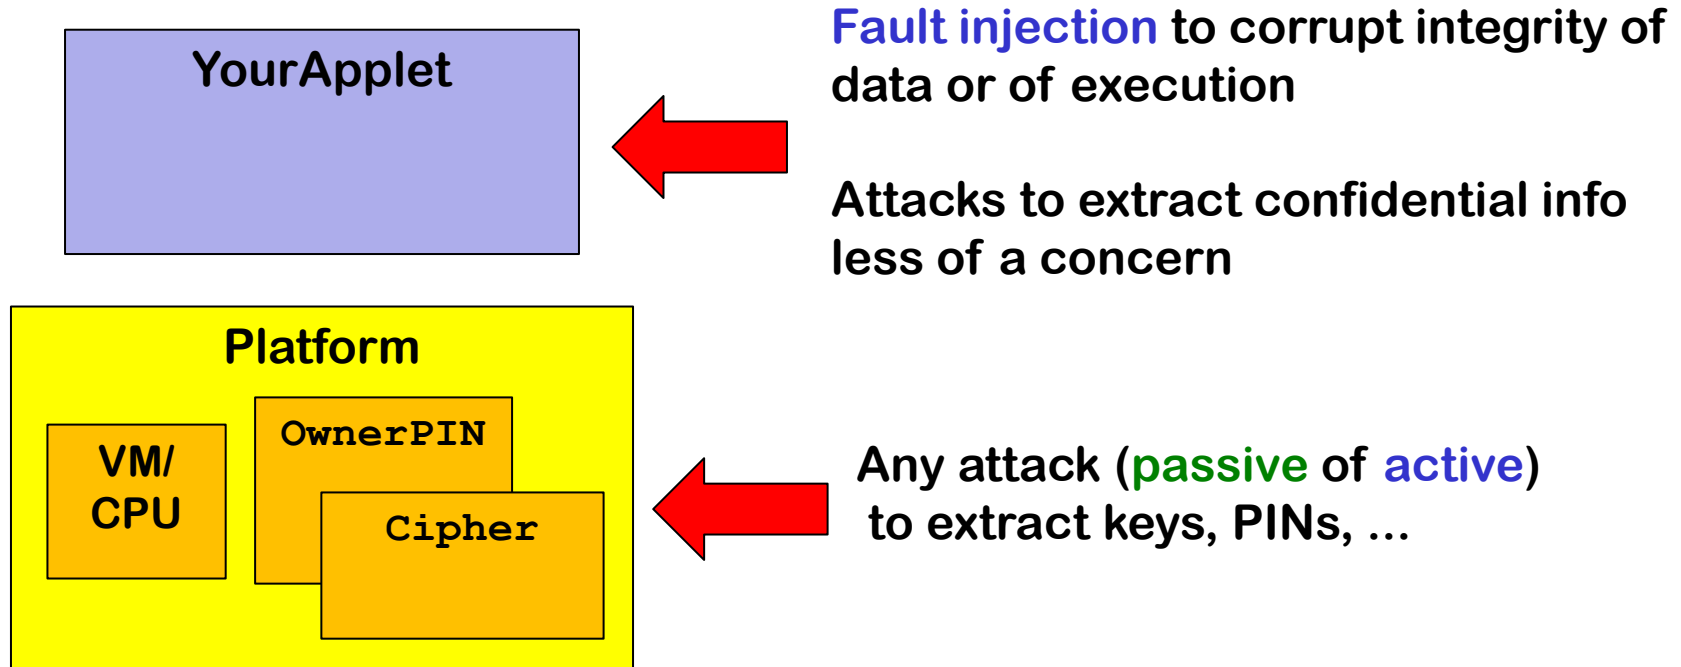 YourApplet
Fault injection to corrupt integrity of
data or of execution
Attacks to extract confidential info
less of a concern
Platform
VM/
CPU
OwnerPIN
Cipher
Any attack (passive of active)
to extract keys, PINs, ...